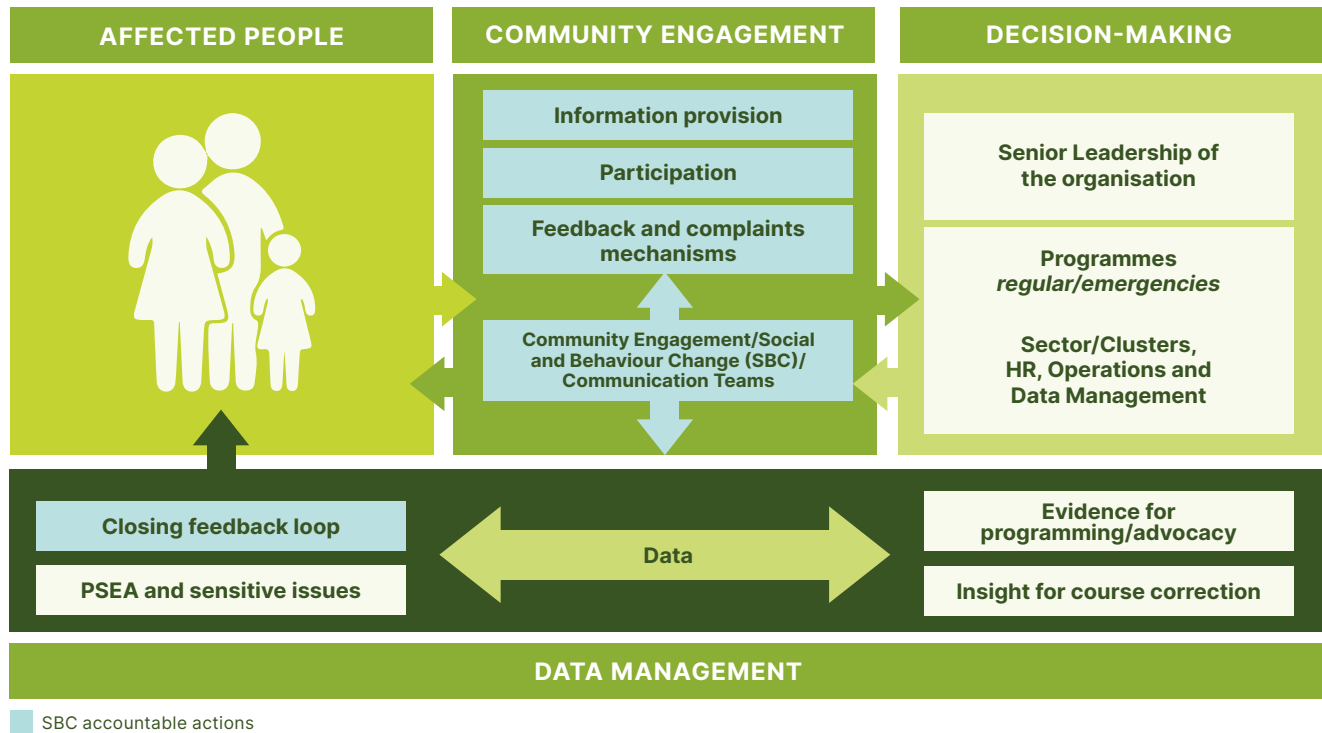 AFFECTED PEOPLE
COMMUNITY ENGAGEMENT
DECISION-MAKING
Information provision
Participation
Feedback and complaints
mechanisms
Community Engagement/Social
and Behaviour Change (SBC)/
Communication Teams
Senior Leadership of
the organisation
Programmes
regular/emergencies
Sector/Clusters,
HR, Operations and
Data Management
Closing feedback loop
PSEA and sensitive issues
Data
Evidence for
programming/advocacy
Insight for course correction
DATA MANAGEMENT
SBC accountable actions